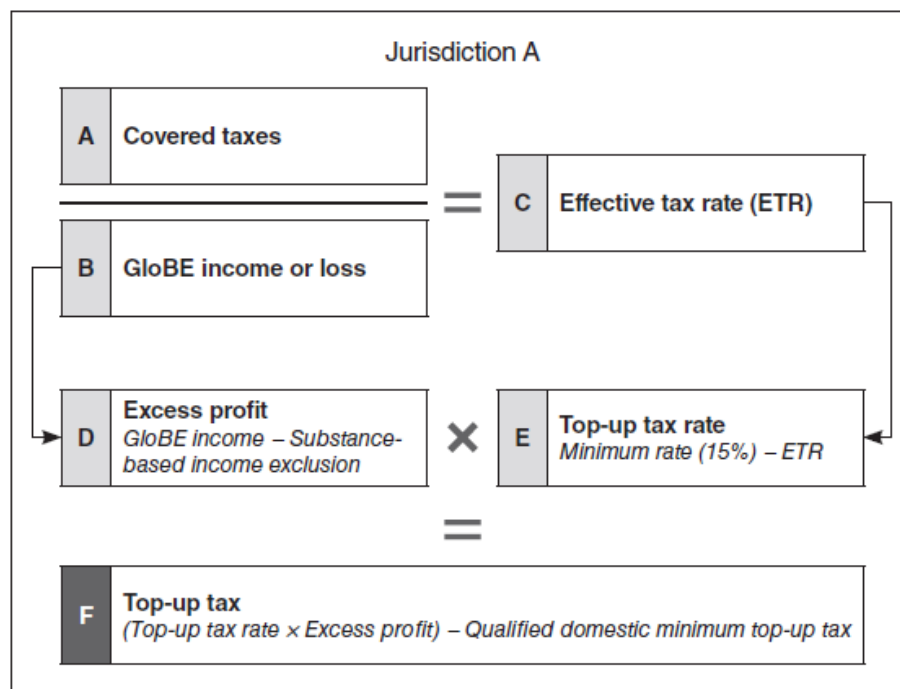 Jurisdiction A
A Covered taxes
=
C Effective tax rate (ETR)
B GloBE income or loss
D Excess profit
GloBE income – Substance-
based income exclusion
×
E Top-up tax rate
Minimum rate (15%) – ETR
=
F Top-up tax
(Top-up tax rate × Excess profit) – Qualified domestic minimum top-up tax